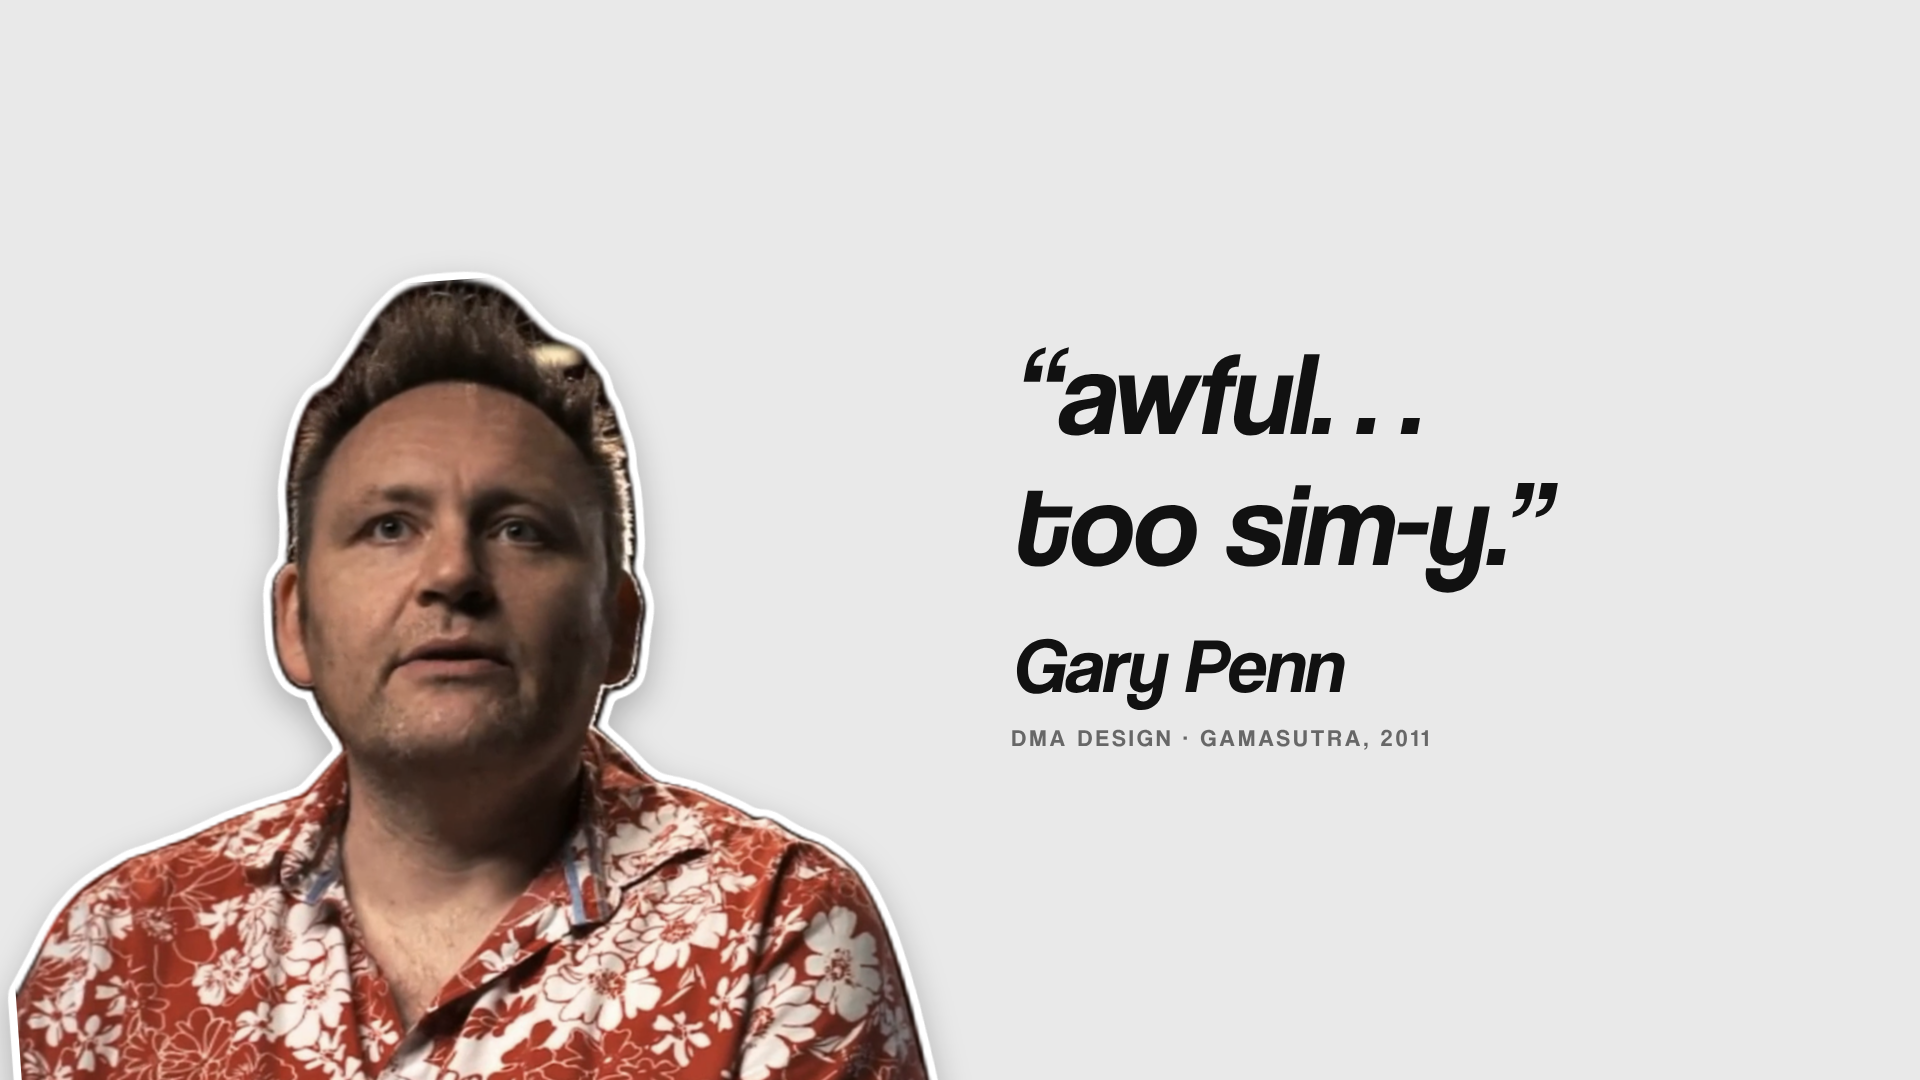 “awful...
too sim-y.”
Gary Penn
DMA DESIGN · GAMASUTRA, 2011